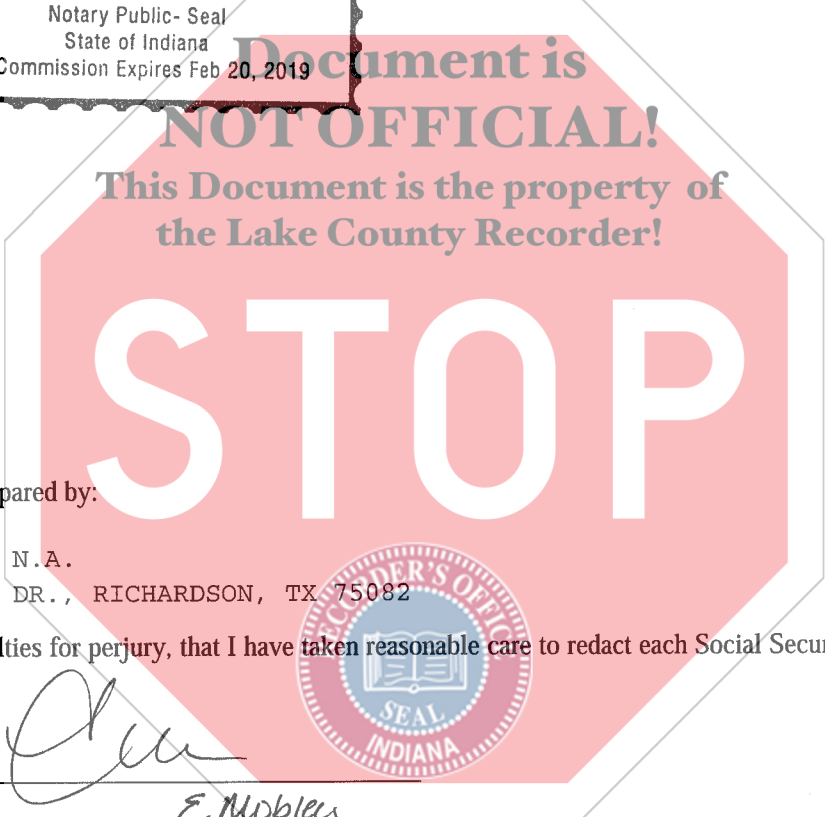 Notary Public- Seal
State of Indiana
Commission Expires Feb 20, 2019
Document is
NOT OFFICIAL!
This Document is the property of
the Lake County Recorder!
STOP
pared by:
N.A.
DR., RICHARDSON, TX 75082
RECORDER'S OFFICE
lties for perjury, that I have taken reasonable care to redact each Social Secur
SEAL
INDIANA
E. Mobley